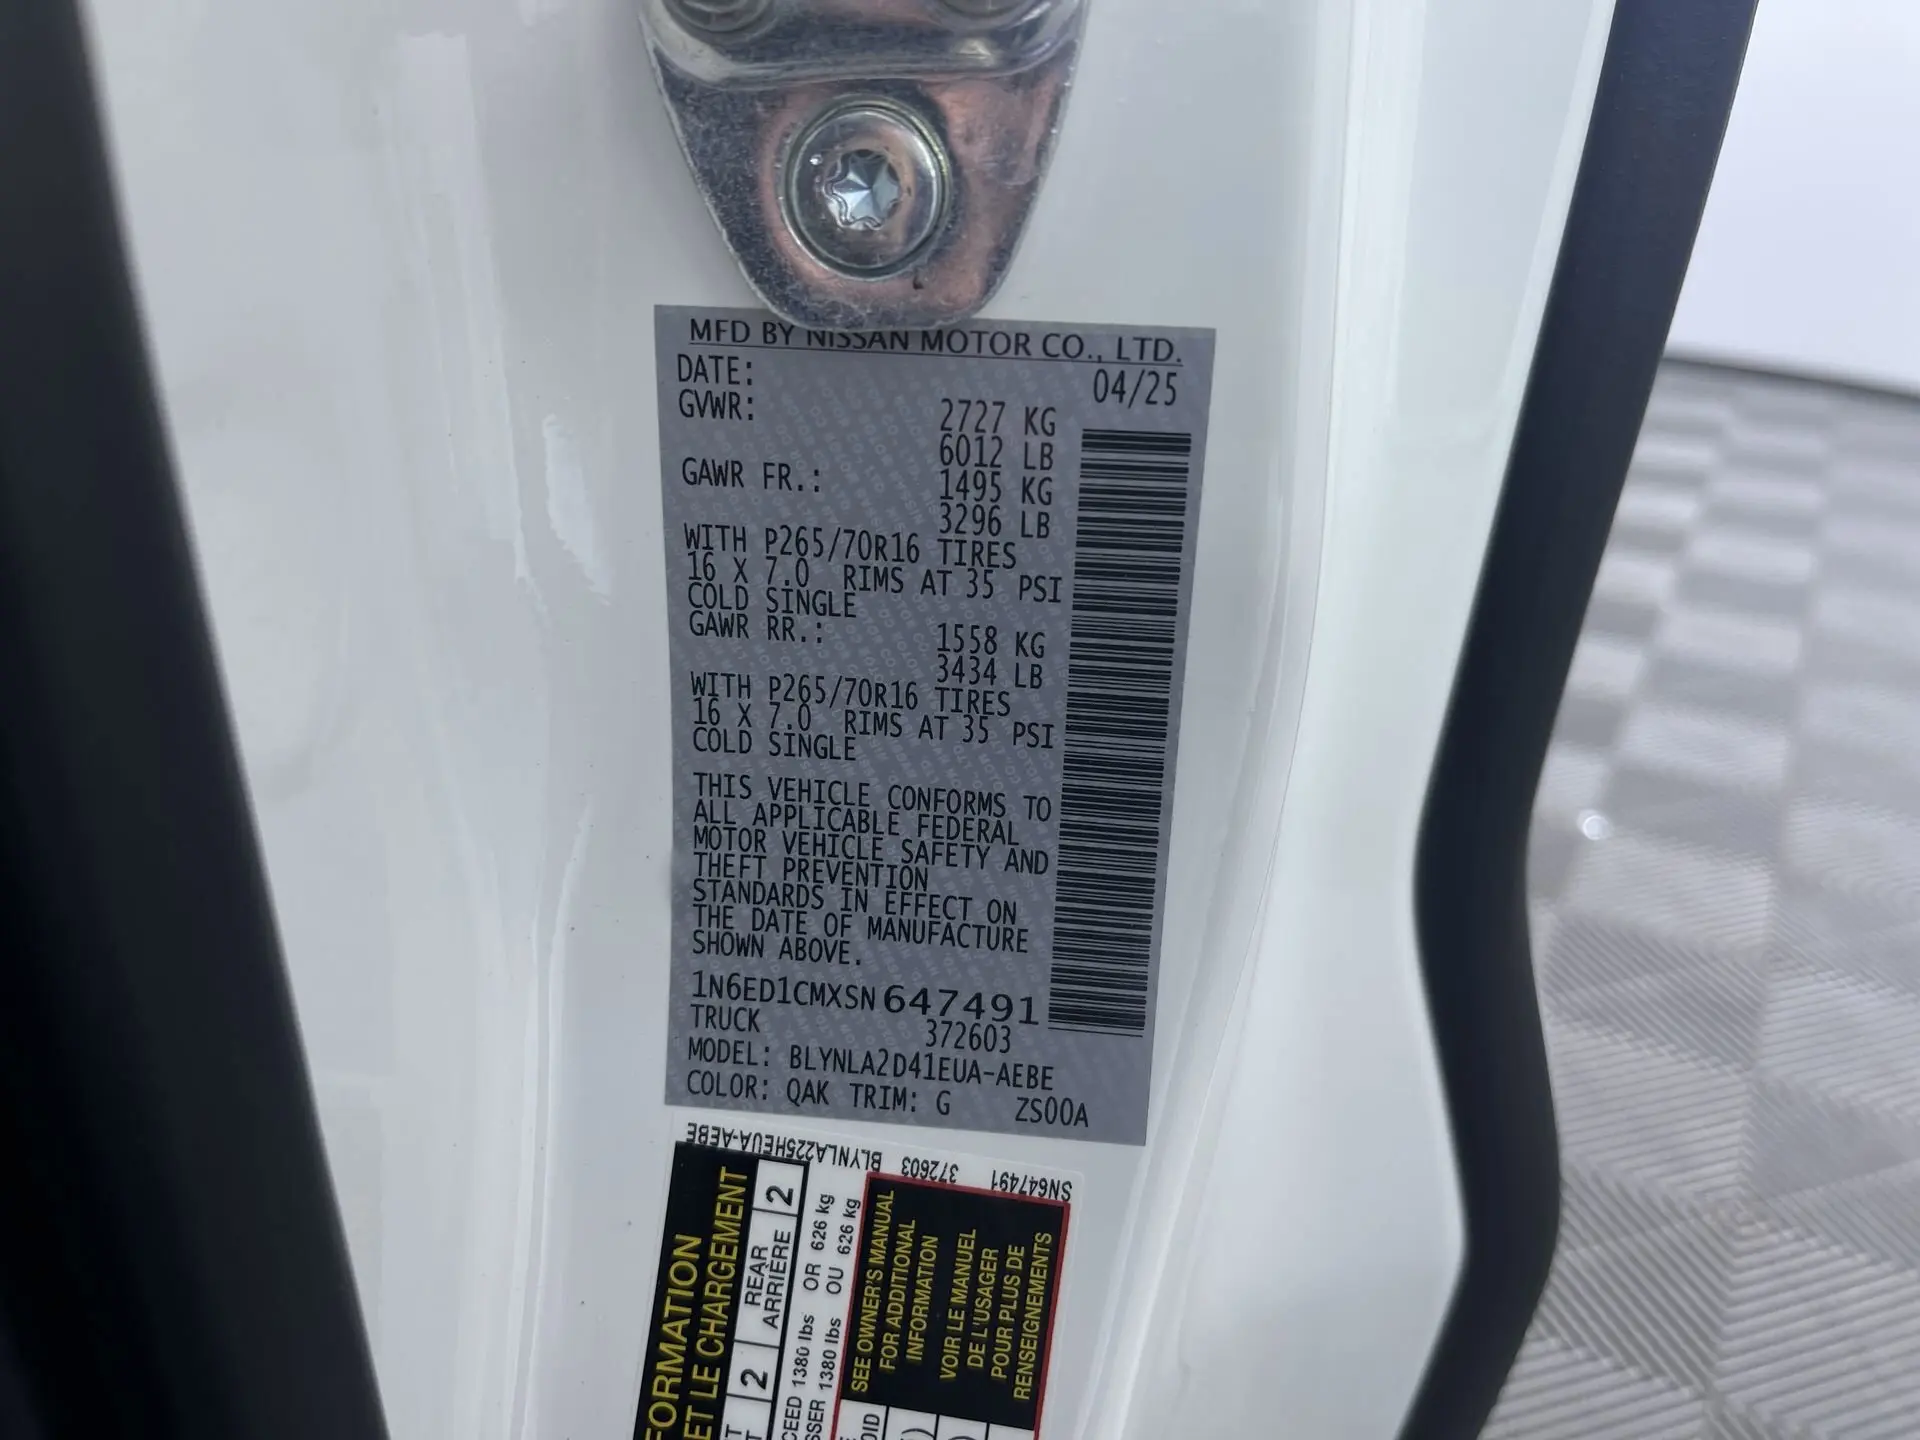 MFD BY NISSAN MOTOR CO., LTD.
DATE: 04/25
GVWR: 2727 KG
6012 LB
GAWR FR.: 1495 KG
3296 LB
WITH P265/70R16 TIRES
16 X 7.0 RIMS AT 35 PSI
COLD SINGLE
GAWR RR.: 1558 KG
3434 LB
WITH P265/70R16 TIRES
16 X 7.0 RIMS AT 35 PSI
COLD SINGLE
THIS VEHICLE CONFORMS TO
ALL APPLICABLE FEDERAL
MOTOR VEHICLE SAFETY AND
THEFT PREVENTION
STANDARDS IN EFFECT ON
THE DATE OF MANUFACTURE
SHOWN ABOVE.
1N6ED1CMXSN647491
TRUCK 372603
MODEL: BLYNLA2D41EUA-AEBE
COLOR: QAK TRIM: G ZS00A
SN647491 372603 BLYNLA225HEUA-AEBE
ET LE CHARGEMENT
2 REAR 2
ARRIÈRE
1380 lbs OR 626 kg
1380 lbs OU 626 kg
SEE OWNER'S MANUAL
FOR ADDITIONAL
INFORMATION
VOIR LE MANUEL
DE L'USAGER
POUR PLUS DE
RENSEIGNEMENTS